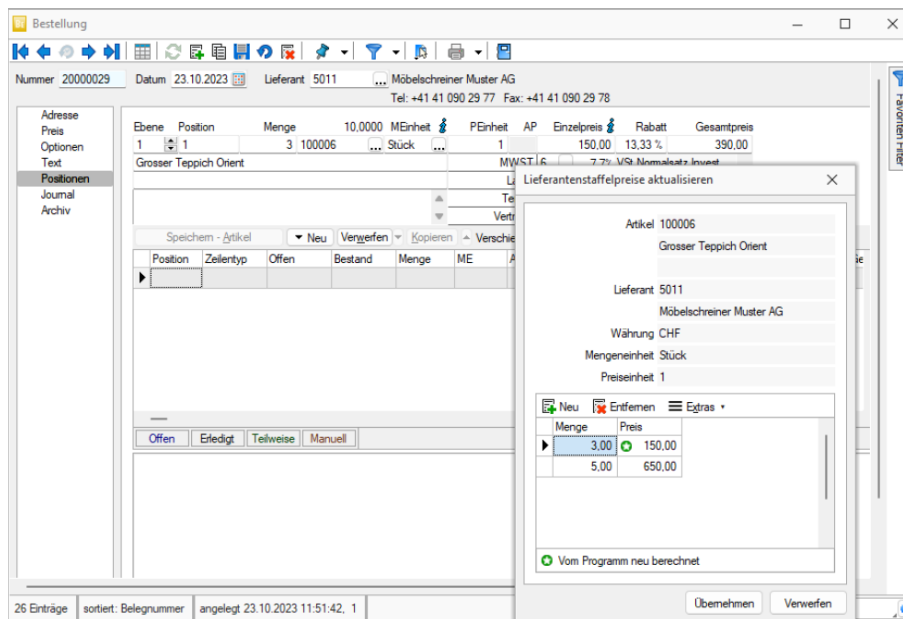 Bestellung
Nummer 20000029 Datum 23.10.2023 Lieferant 5011 ... Möbelschreiner Muster AG
Tel: +41 41 090 29 77 Fax: +41 41 090 29 78
Favoriten Filter
Adresse
Preis
Optionen
Text
Positionen
Journal
Archiv
Ebene Position Menge 10,0000 MEinheit PEinheit AP Einzelpreis Rabatt Gesamtpreis
1 1 3 100006 ... Stück ... 1 150,00 13,33 % 390,00
Grosser Teppich Orient MWST 6 7.7% VSt Normalsatz Invest
La
Te
Vertr
Speichern - Artikel Neu Verwerfen Kopieren Verschie
Position Zeilentyp Offen Bestand Menge ME
Offen Erledigt Teilweise Manuell
26 Einträge sortiert: Belegnummer angelegt 23.10.2023 11:51:42, 1
Lieferantenstaffelpreise aktualisieren
Artikel 100006
Grosser Teppich Orient
Lieferant 5011
Möbelschreiner Muster AG
Währung CHF
Mengeneinheit Stück
Preiseinheit 1
Neu Entfernen Extras
Menge Preis
3,00 150,00
5,00 650,00
Vom Programm neu berechnet
Übernehmen Verwerfen